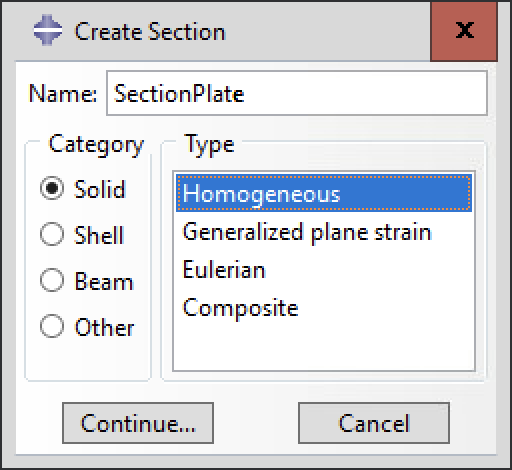 Create Section
X
Name: SectionPlate
Category
Solid
Shell
Beam
Other
Type
Homogeneous
Generalized plane strain
Eulerian
Composite
Continue...
Cancel